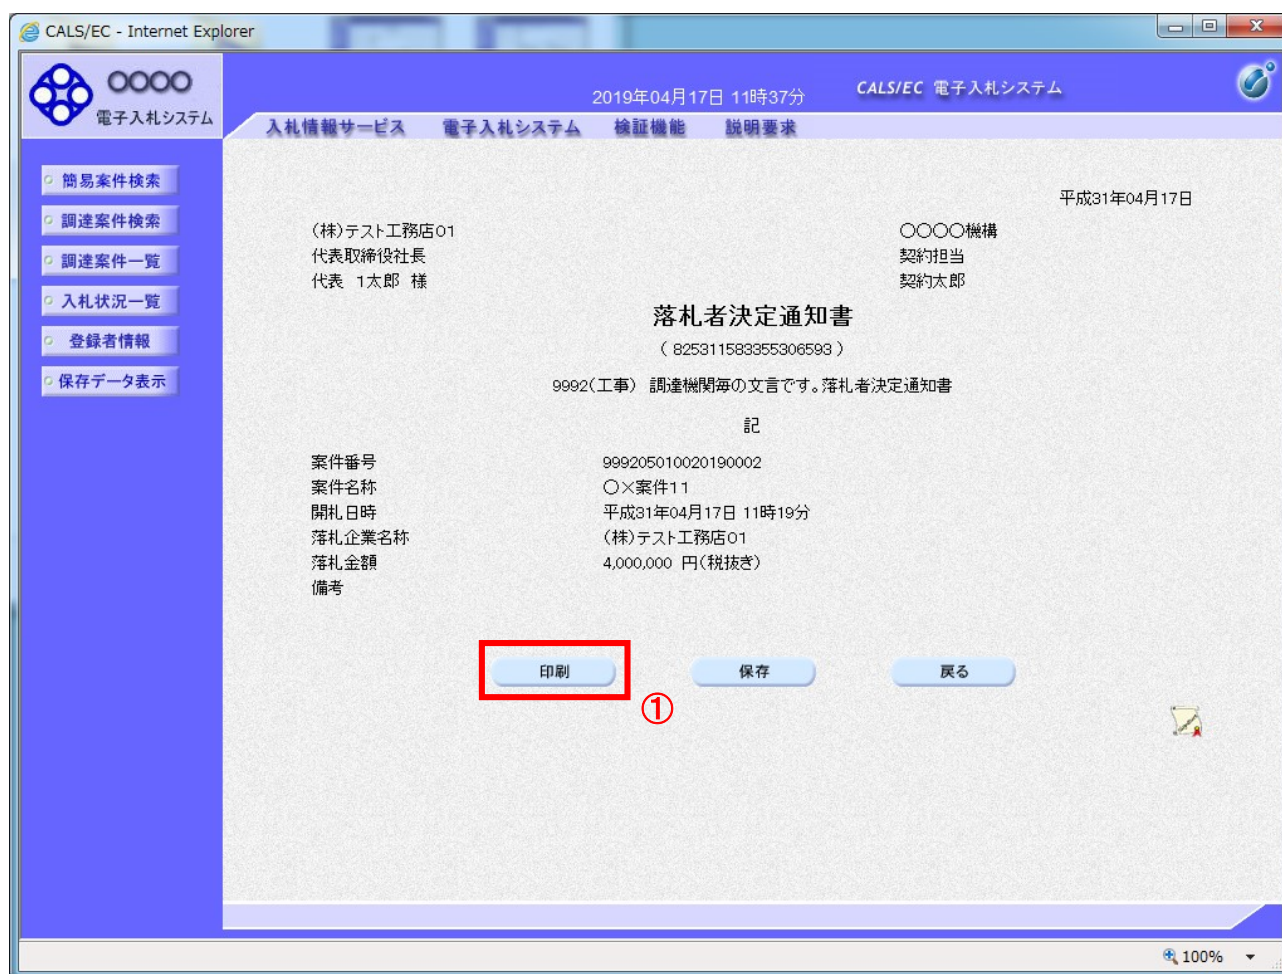 CALS/EC - Internet Explorer
○○○○
電子入札システム
2019年04月17日 11時37分
CALS/EC 電子入札システム
入札情報サービス 電子入札システム 検証機能 説明要求
簡易案件検索
調達案件検索
調達案件一覧
入札状況一覧
登録者情報
保存データ表示
平成31年04月17日
(株)テスト工務店01
代表取締役社長
代表 1太郎 様
○○○○機構
契約担当
契約太郎
落札者決定通知書
( 825311583355306593 )
9992(工事) 調達機関毎の文言です。落札者決定通知書
記
案件番号 999205010020190002
案件名称 ○×案件11
開札日時 平成31年04月17日 11時19分
落札企業名称 (株)テスト工務店01
落札金額 4,000,000 円(税抜き)
備考
印刷 保存 戻る
①
100%